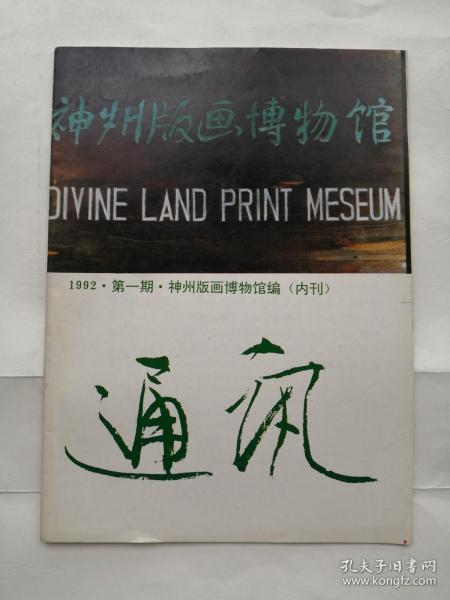 神州版画博物馆
DIVINE LAND PRINT MESEUM
1992·第一期·神州版画博物馆编（内刊）
通讯
孔夫子旧书网
www.kongfz.com